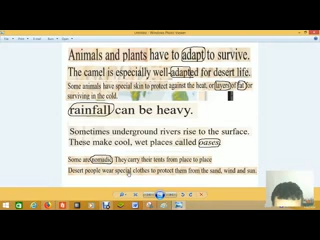 Animals and plants have to adapt to survive.
The camel is especially well-adapted for desert life.
Some animals have special skin to protect against the heat, or layers of fat for
surviving in the cold.
rainfall can be heavy.
Sometimes underground rivers rise to the surface.
These make cool, wet places called oases.
Some are nomadic. They carry their tents from place to place
Desert people wear special clothes to protect them from the sand, wind and sun.